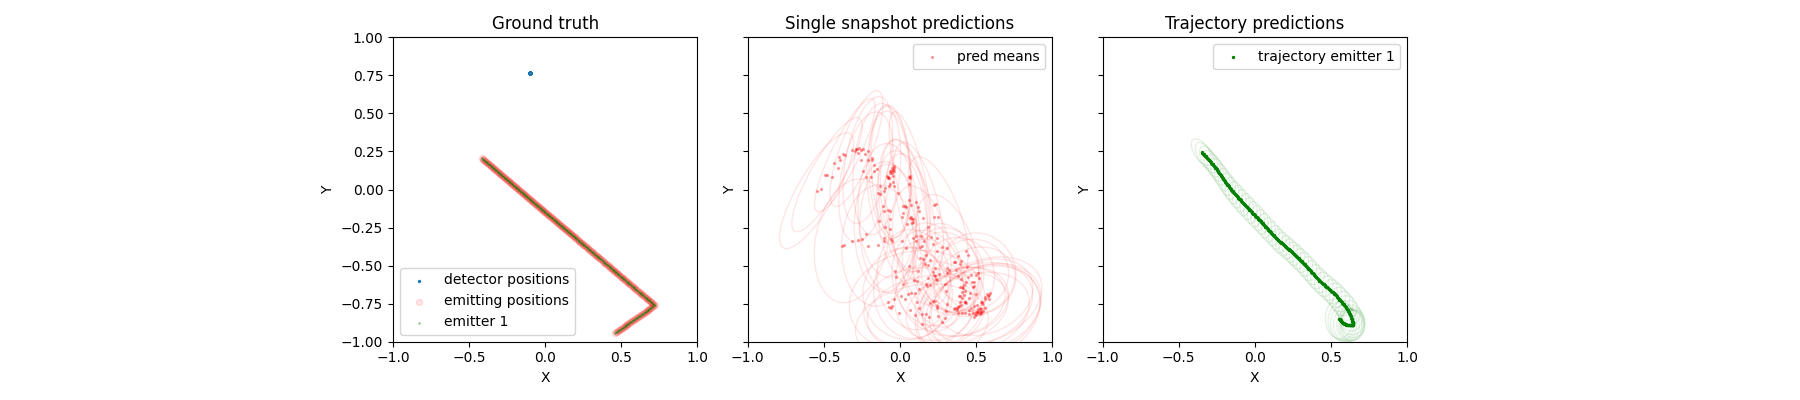 Ground truth
Single snapshot predictions
Trajectory predictions
1.00
0.75
0.50
0.25
0.00
−0.25
−0.50
−0.75
−1.00
Y
detector positions
emitting positions
emitter 1
−1.0
−0.5
0.0
0.5
1.0
X
pred means
Y
−1.0
−0.5
0.0
0.5
1.0
X
trajectory emitter 1
Y
−1.0
−0.5
0.0
0.5
1.0
X